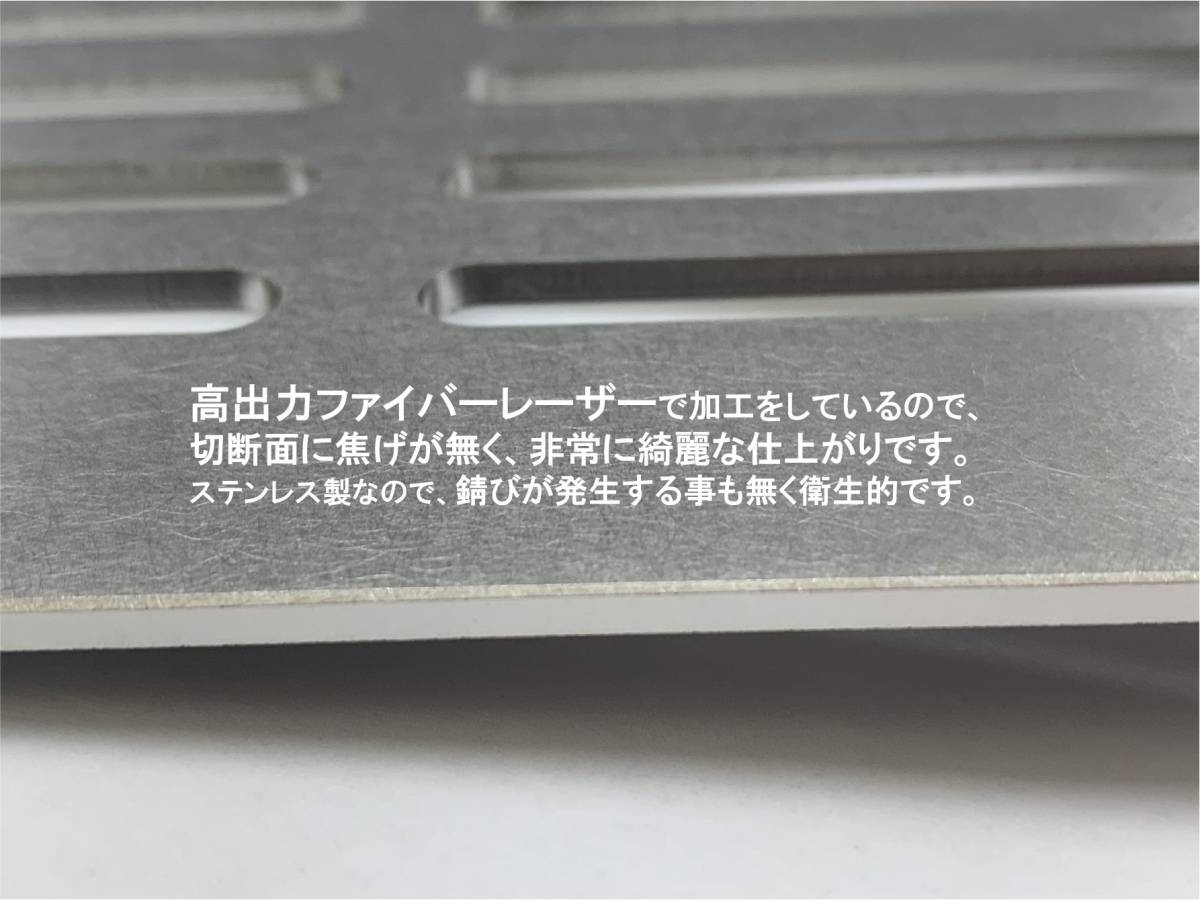 高出力ファイバーレーザーで加工をしているので、
切断面に焦げが無く、非常に綺麗な仕上がりです。
ステンレス製なので、錆びが発生する事も無く衛生的です。